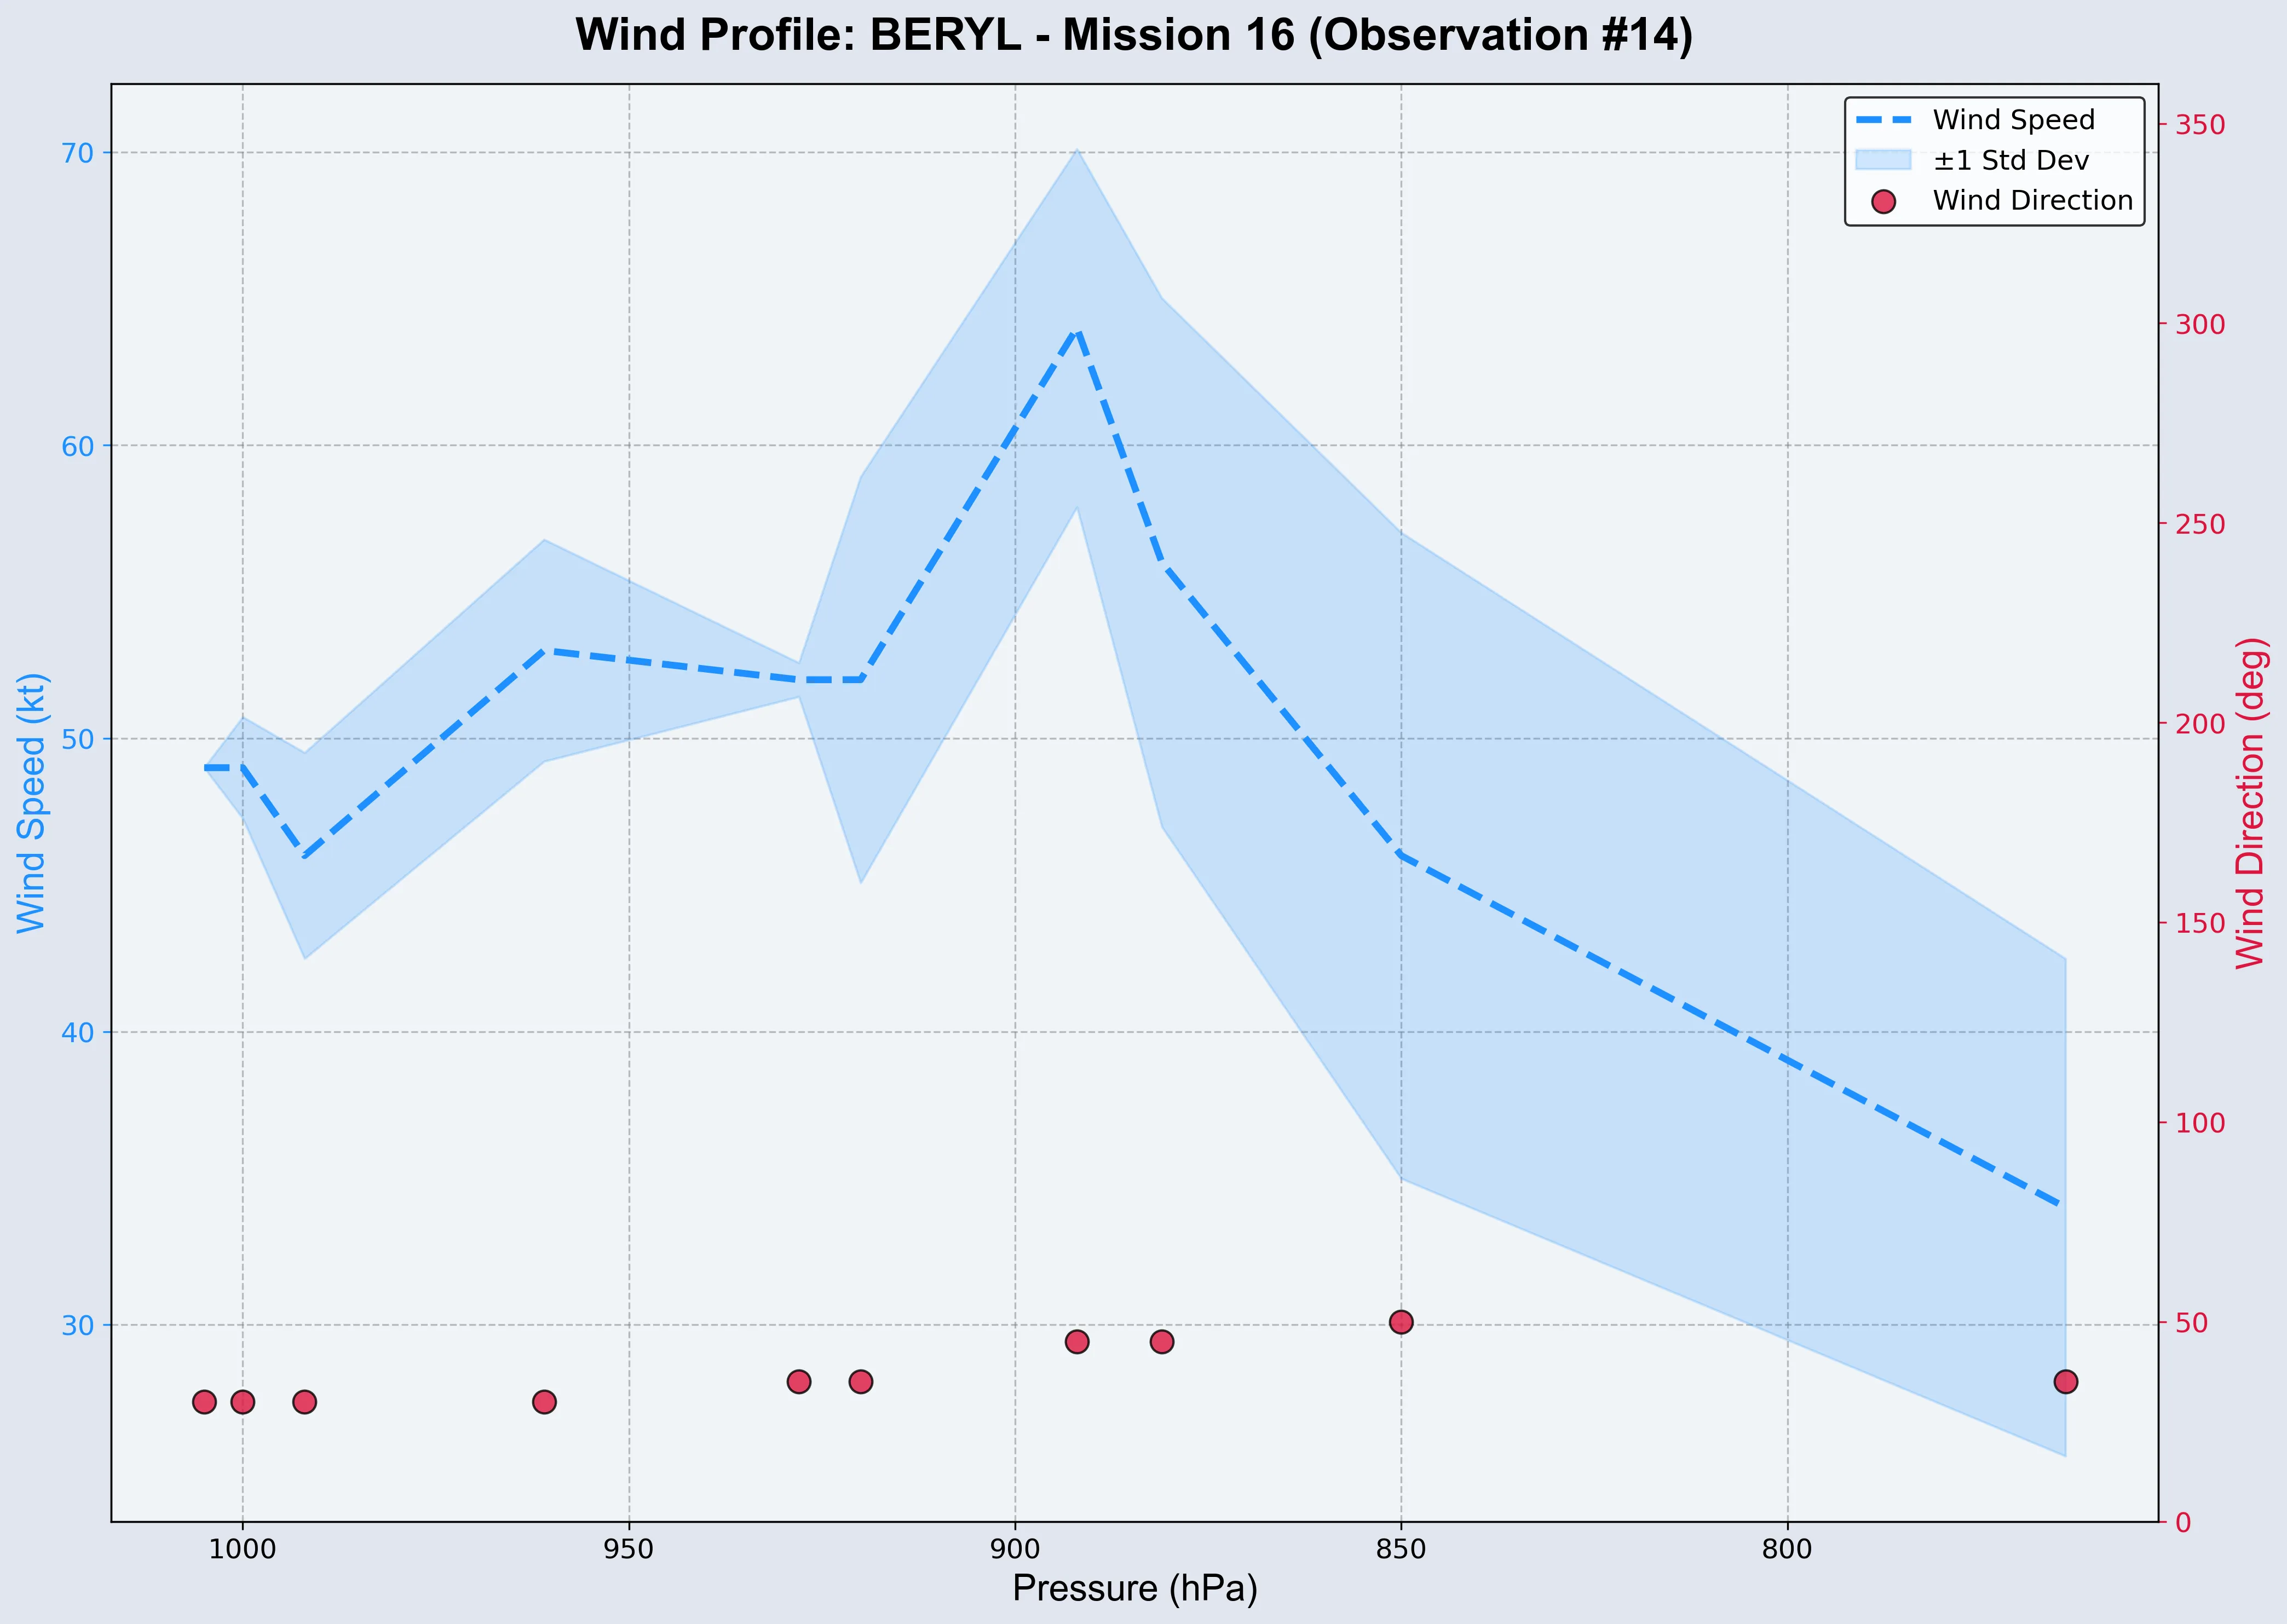 Wind Profile: BERYL - Mission 16 (Observation #14)
Wind Speed
±1 Std Dev
Wind Direction
Wind Speed (kt)
70
60
50
40
30
350
300
250
200
150
100
50
0
Wind Direction (deg)
1000
950
900
850
800
Pressure (hPa)